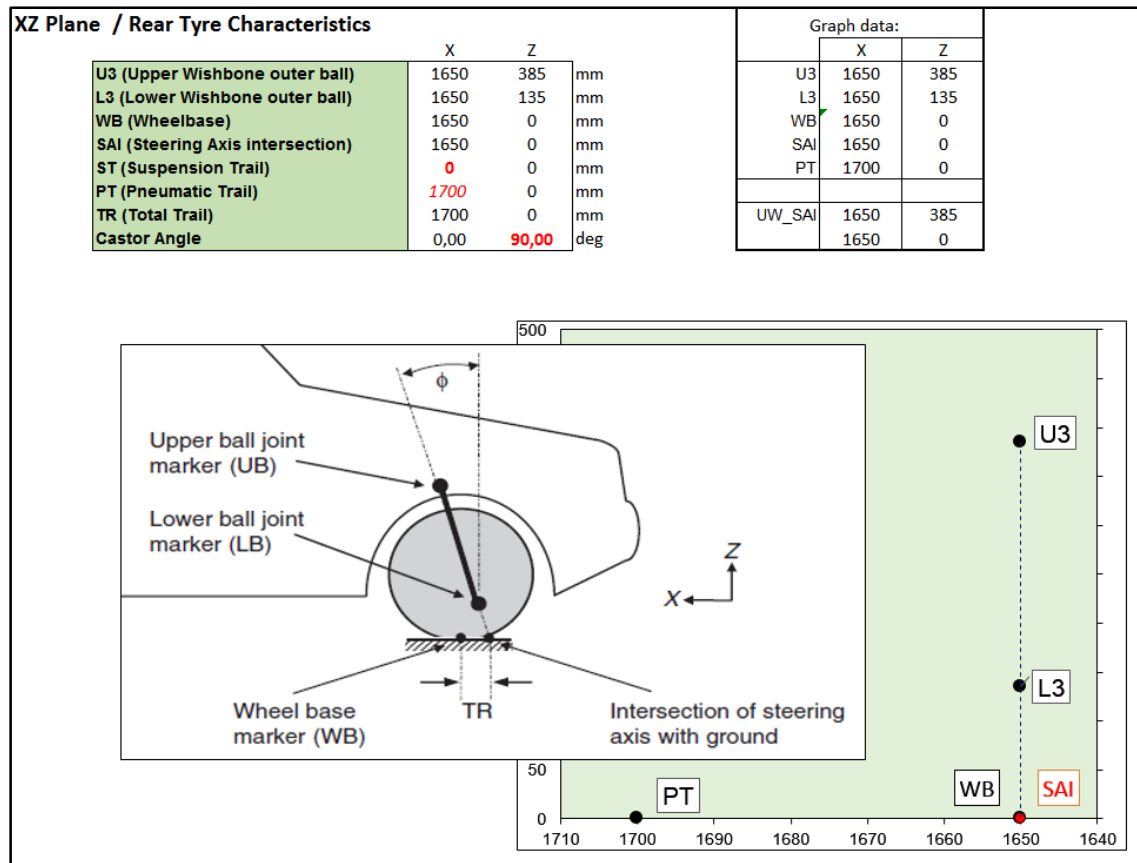 XZ Plane / Rear Tyre Characteristics
X Z
U3 (Upper Wishbone outer ball) 1650 385 mm
L3 (Lower Wishbone outer ball) 1650 135 mm
WB (Wheelbase) 1650 0 mm
SAI (Steering Axis intersection) 1650 0 mm
ST (Suspension Trail) 0 0 mm
PT (Pneumatic Trail) 1700 0 mm
TR (Total Trail) 1700 0 mm
Castor Angle 0,00 90,00 deg
Graph data:
X Z
U3 1650 385
L3 1650 135
WB 1650 0
SAI 1650 0
PT 1700 0
UW_SAI 1650 385
1650 0
ϕ
Upper ball joint
marker (UB)
Lower ball joint
marker (LB)
Z
X
Wheel base
marker (WB)
TR
Intersection of steering
axis with ground
500
U3
L3
50
PT
WB
SAI
0
1710 1700 1690 1680 1670 1660 1650 1640